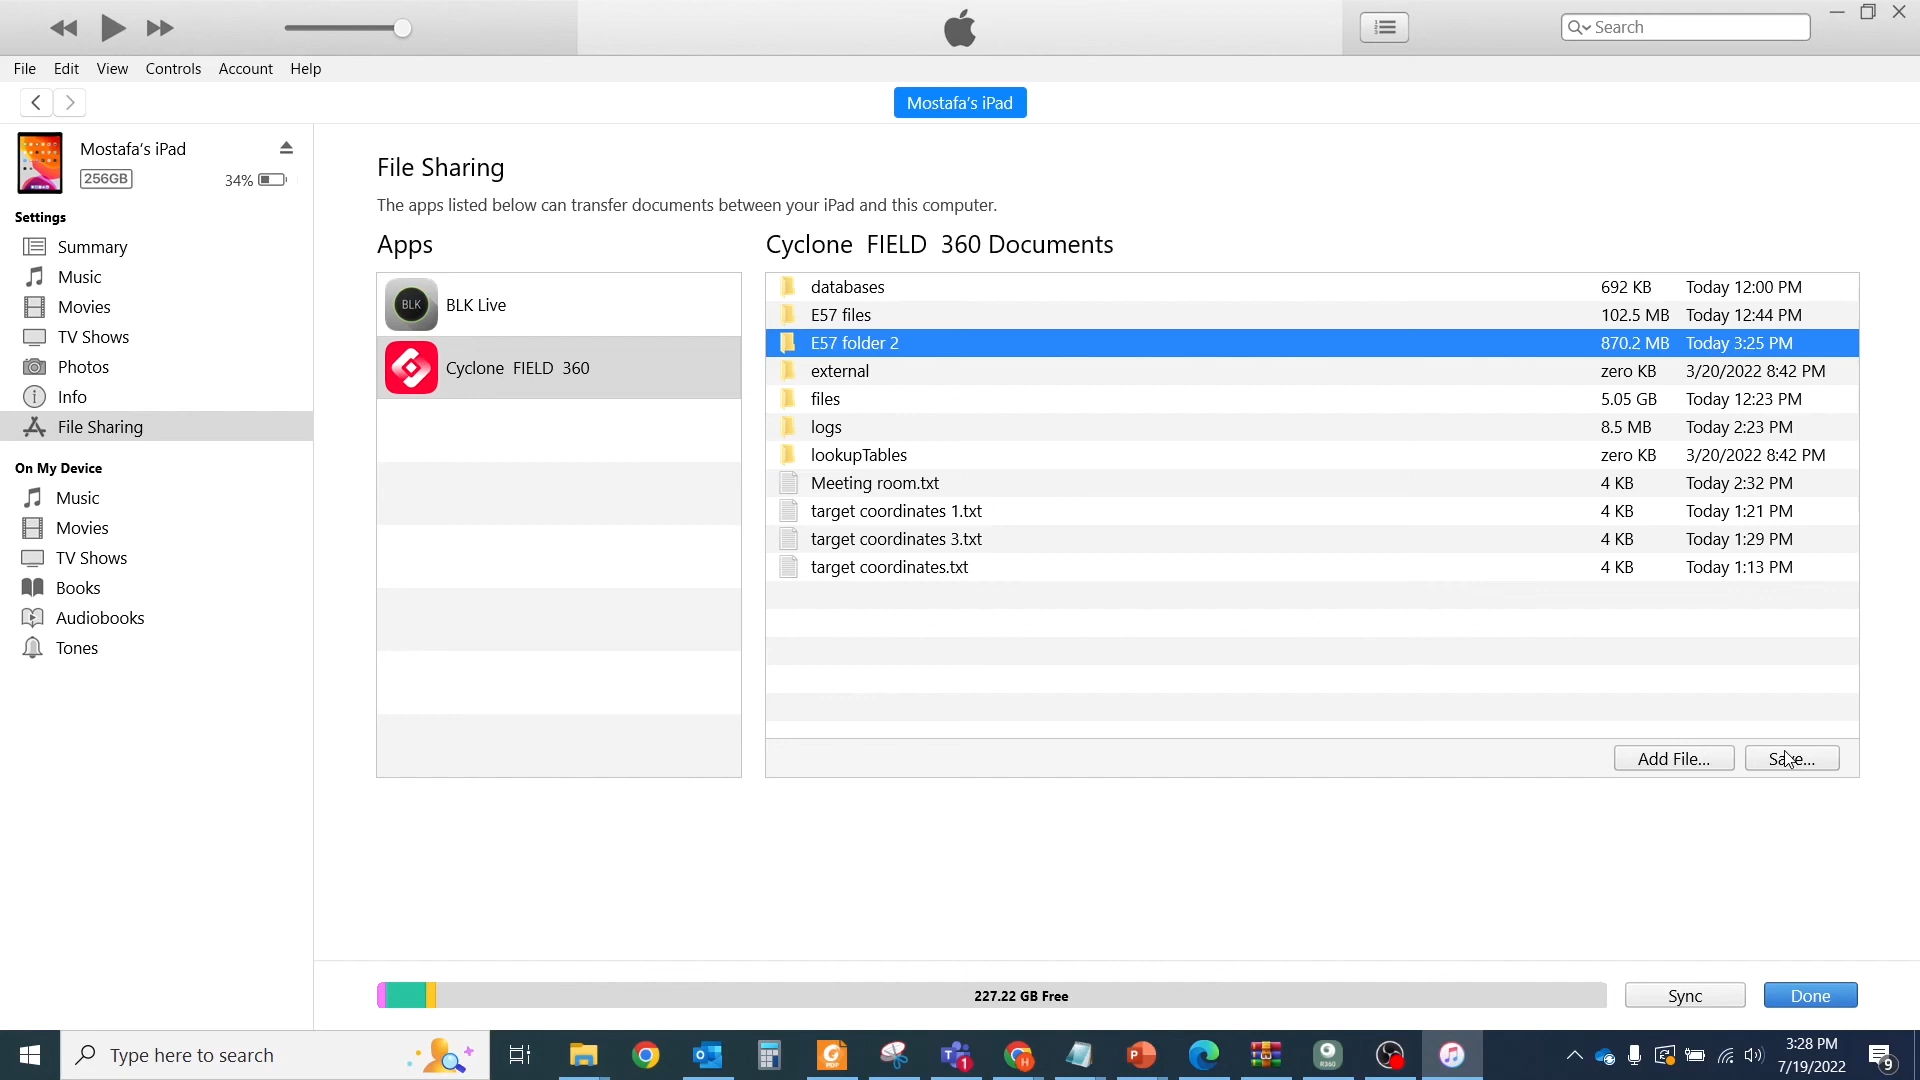 Search
File Edit View Controls Account Help
Mostafa's iPad
Mostafa's iPad
256GB
34%
Settings
Summary
Music
Movies
TV Shows
Photos
Info
File Sharing
On My Device
Music
Movies
TV Shows
Books
Audiobooks
Tones
File Sharing
The apps listed below can transfer documents between your iPad and this computer.
Apps
BLK
BLK Live
Cyclone FIELD 360
Cyclone FIELD 360 Documents
databases 692 KB Today 12:00 PM
E57 files 102.5 MB Today 12:44 PM
E57 folder 2 870.2 MB Today 3:25 PM
external zero KB 3/20/2022 8:42 PM
files 5.05 GB Today 12:23 PM
logs 8.5 MB Today 2:23 PM
lookupTables zero KB 3/20/2022 8:42 PM
Meeting room.txt 4 KB Today 2:32 PM
target coordinates 1.txt 4 KB Today 1:21 PM
target coordinates 3.txt 4 KB Today 1:29 PM
target coordinates.txt 4 KB Today 1:13 PM
Add File... Save...
227.22 GB Free
Sync Done
Type here to search
3:28 PM
7/19/2022
9